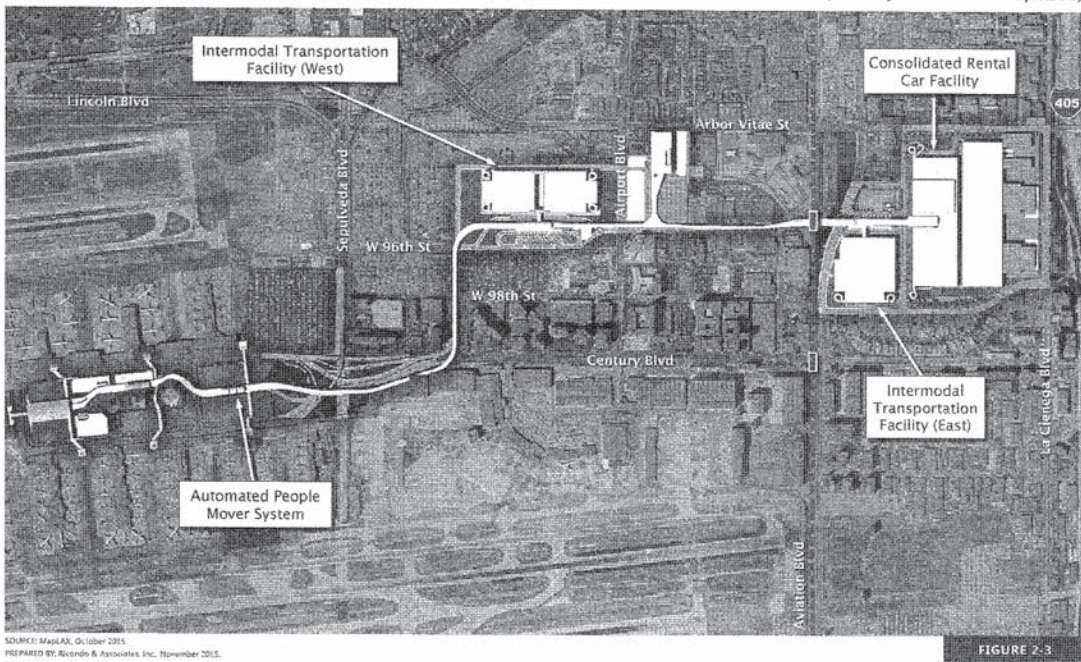 Intermodal Transportation
Facility (West)
Consolidated Rental
Car Facility
405
Lincoln Blvd
Arbor Vitae St
Airport Blvd
Sepulveda Blvd
W 96th St
W 98th St
Century Blvd
Intermodal
Transportation
Facility (East)
La Cienega Blvd
Automated People
Mover System
Aviation Blvd
SOURCE: MapLAX, October 2015.
PREPARED BY: Ricondo & Associates, Inc. November 2015.
FIGURE 2-3